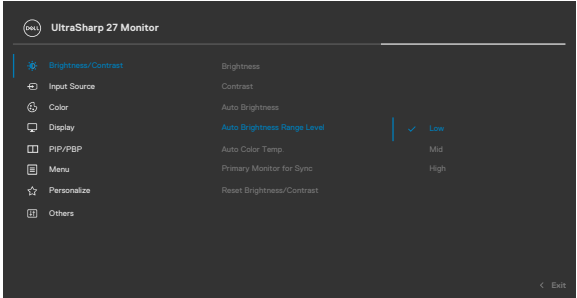 DELL UltraSharp 27 Monitor
Brightness/Contrast
Input Source
Color
Display
PIP/PBP
Menu
Personalize
Others
Brightness
Contrast
Auto Brightness
Auto Brightness Range Level
Auto Color Temp.
Primary Monitor for Sync
Reset Brightness/Contrast
Low
Mid
High
Exit